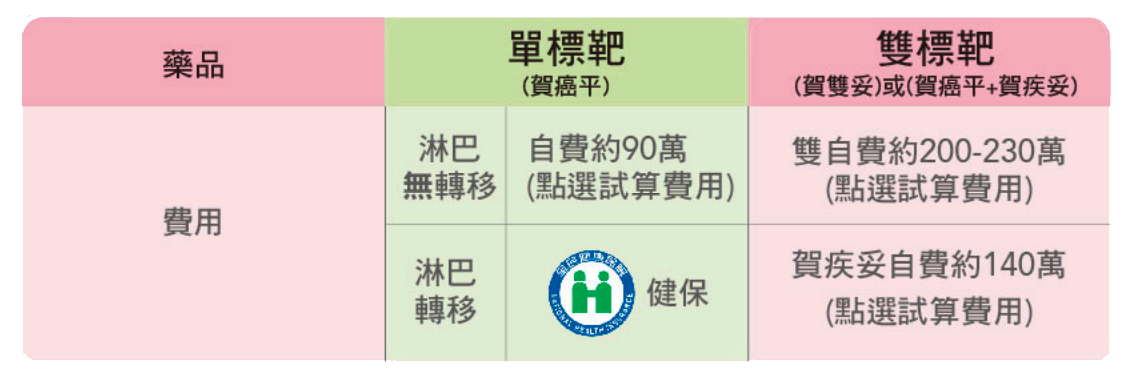 藥品
單標靶
(賀癌平)
雙標靶
(賀雙妥)或(賀癌平+賀疾妥)
費用
淋巴
無轉移
自費約90萬
(點選試算費用)
雙自費約200-230萬
(點選試算費用)
淋巴
轉移
全民健康保險
NATIONAL HEALTH INSURANCE
健保
賀疾妥自費約140萬
(點選試算費用)